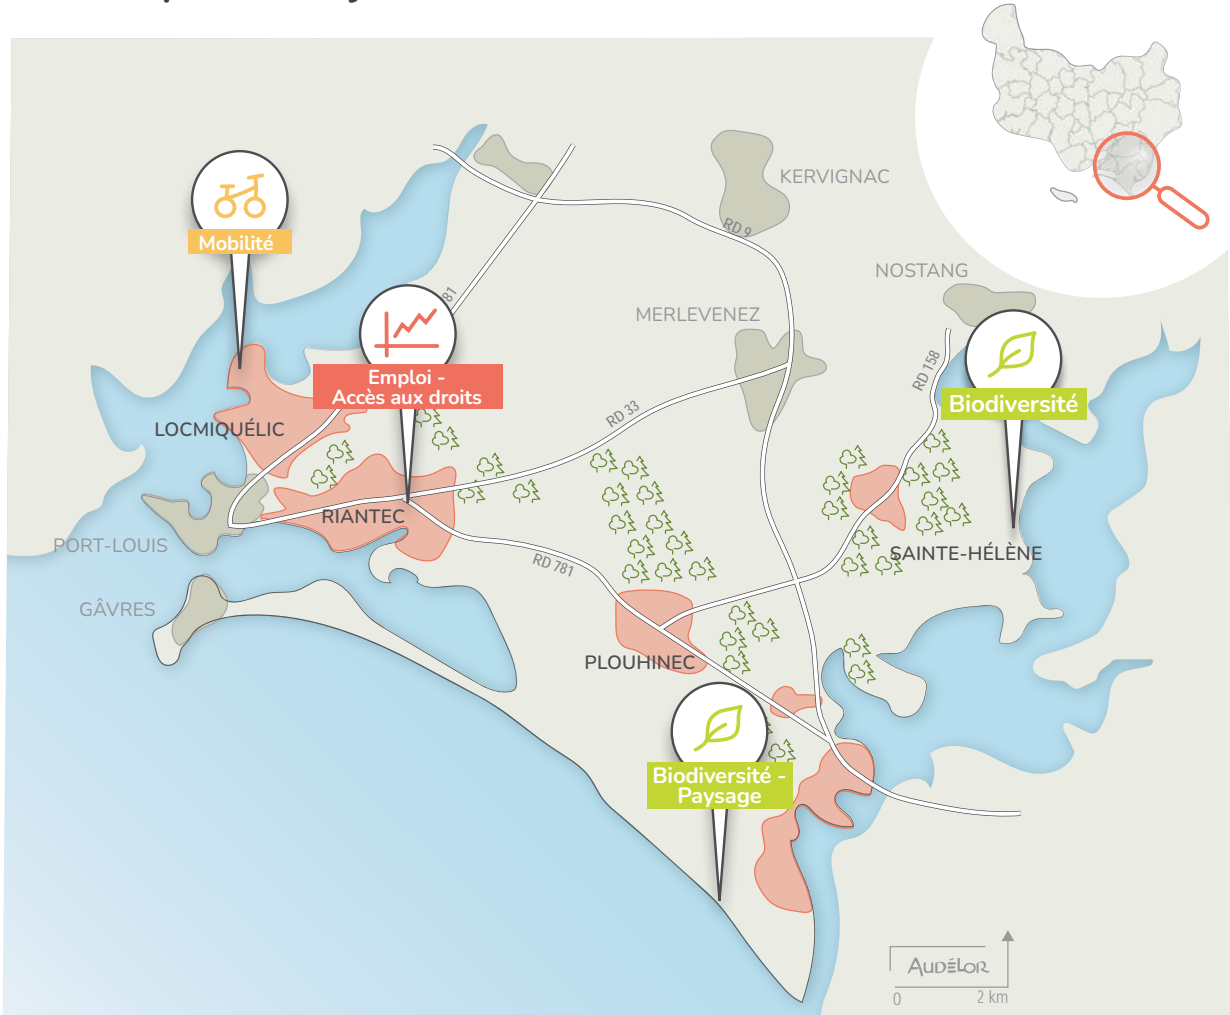 KERVIGNAC
Mobilité
RD 9
NOSTANG
81
MERLEVENEZ
RD 158
Emploi -
Accès aux droits
Biodiversité
RD 33
LOCMIQUÉLIC
RIANTEC
PORT-LOUIS
SAINTE-HÉLÈNE
RD 781
GÂVRES
PLOUHINEC
Biodiversité -
Paysage
AUDÉLOR
0 2 km